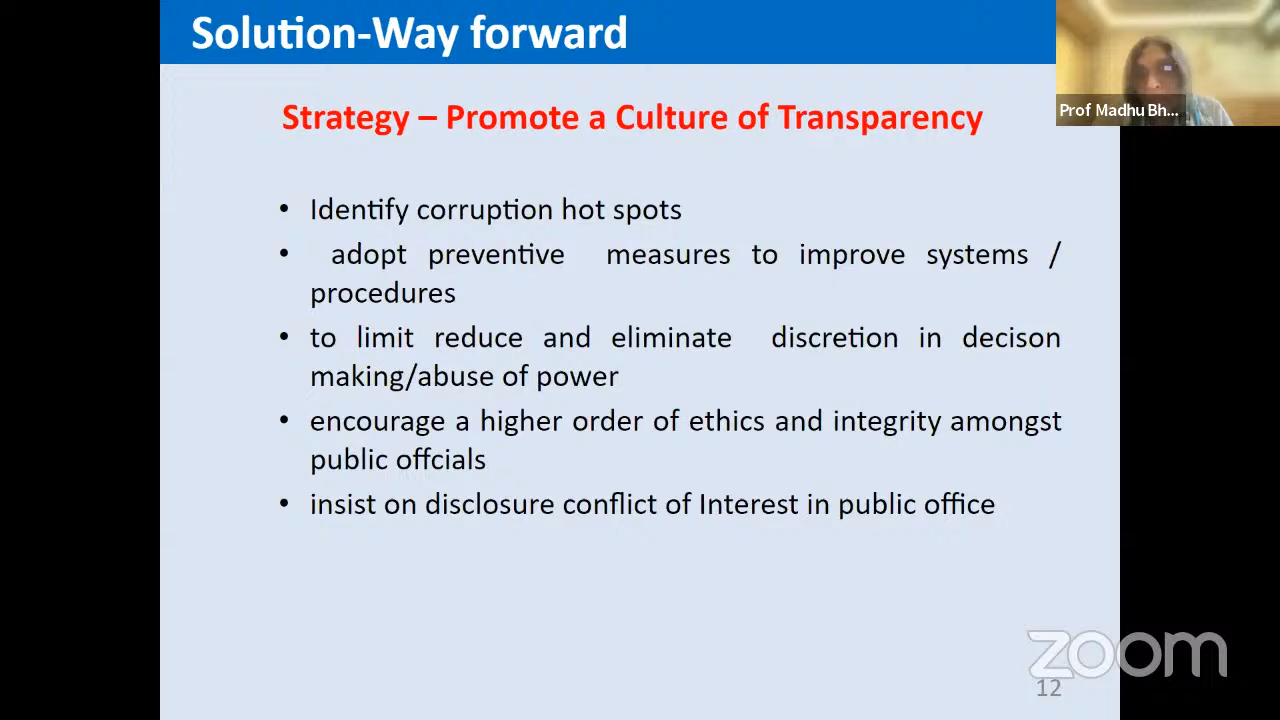 Solution-Way forward
Prof Madhu Bh...
Strategy – Promote a Culture of Transparency
• Identify corruption hot spots
• adopt preventive measures to improve systems /
procedures
• to limit reduce and eliminate discretion in decison
making/abuse of power
• encourage a higher order of ethics and integrity amongst
public offcials
• insist on disclosure conflict of Interest in public office
zoom
12